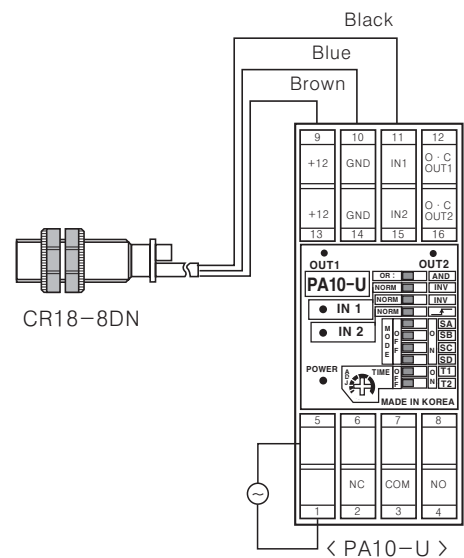 Black
Blue
Brown
9 10 11 12
+12 GND IN1 O·C OUT1
+12 GND IN2 O·C OUT2
13 14 15 16
OUT1 OUT2
PA10-U
OR : AND
NORM INV
NORM INV
NORM
IN 1
IN 2
MODE OFF ON SA
SB
SC
SD
POWER
ADJ TIME OFF ON T1
T2
MADE IN KOREA
5 6 7 8
NC COM NO
1 2 3 4
CR18-8DN
~
< PA10-U >